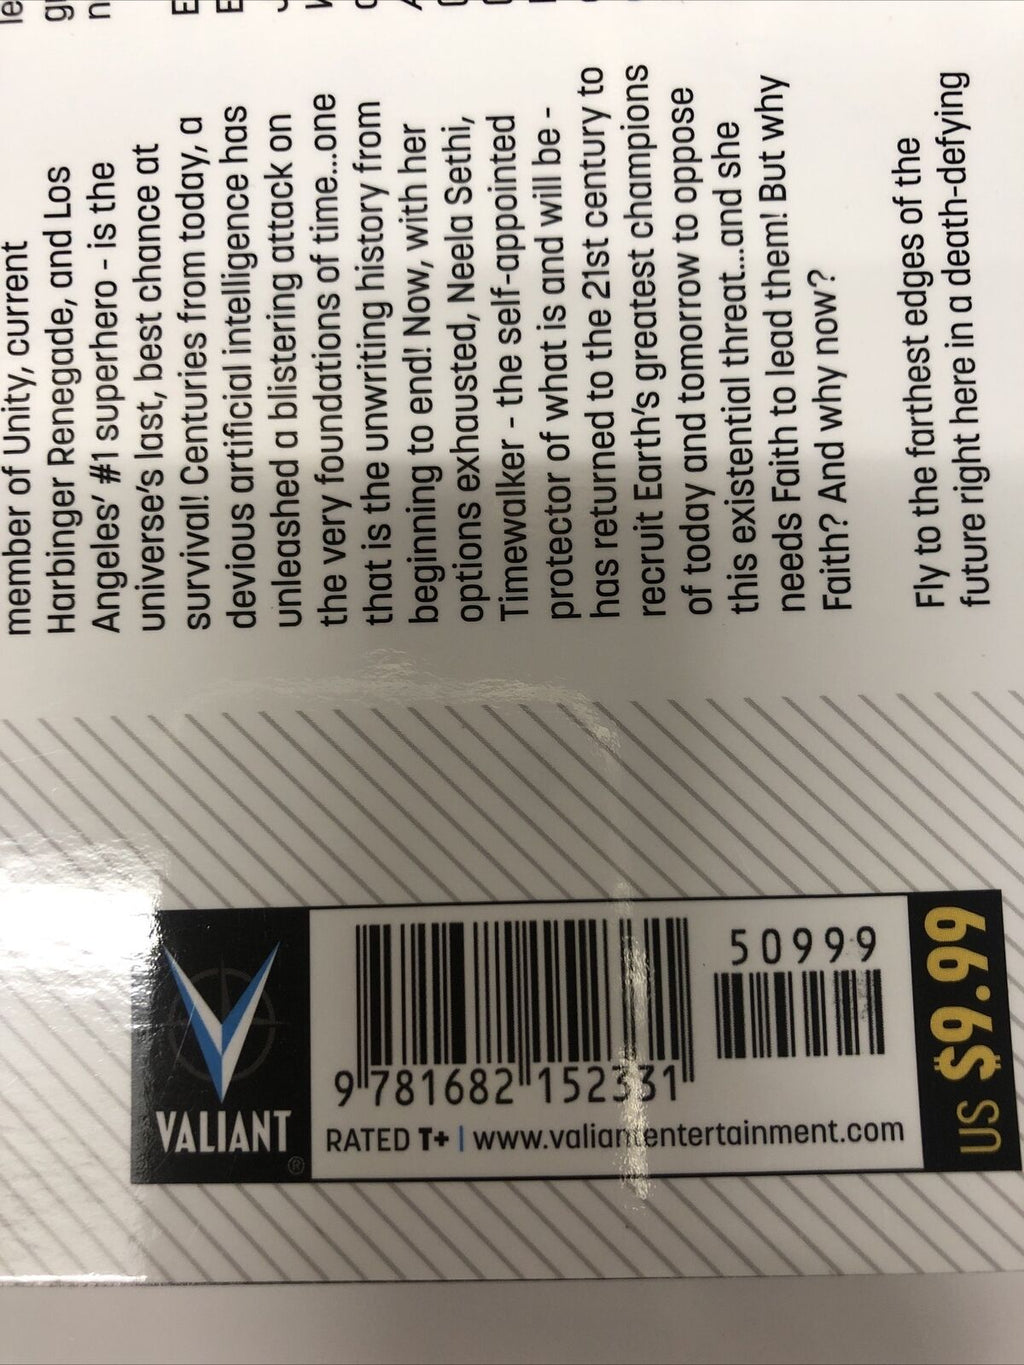 member of Unity, current
Harbinger Renegade, and Los
Angeles' #1 superhero - is the
universe's last, best chance at
survival! Centuries from today, a
devious artificial intelligence has
unleashed a blistering attack on
the very foundations of time...one
that is the unwriting history from
beginning to end! Now, with her
options exhausted, Neela Sethi,
Timewalker - the self-appointed
protector of what is and will be -
has returned to the 21st century to
recruit Earth's greatest champions
of today and tomorrow to oppose
this existential threat...and she
needs Faith to lead them! But why
Faith? And why now?
Fly to the farthest edges of the
future right here in a death-defying
VALIANT ®
9 781682 152331
50999
RATED T+ | www.valiantentertainment.com
US $9.99